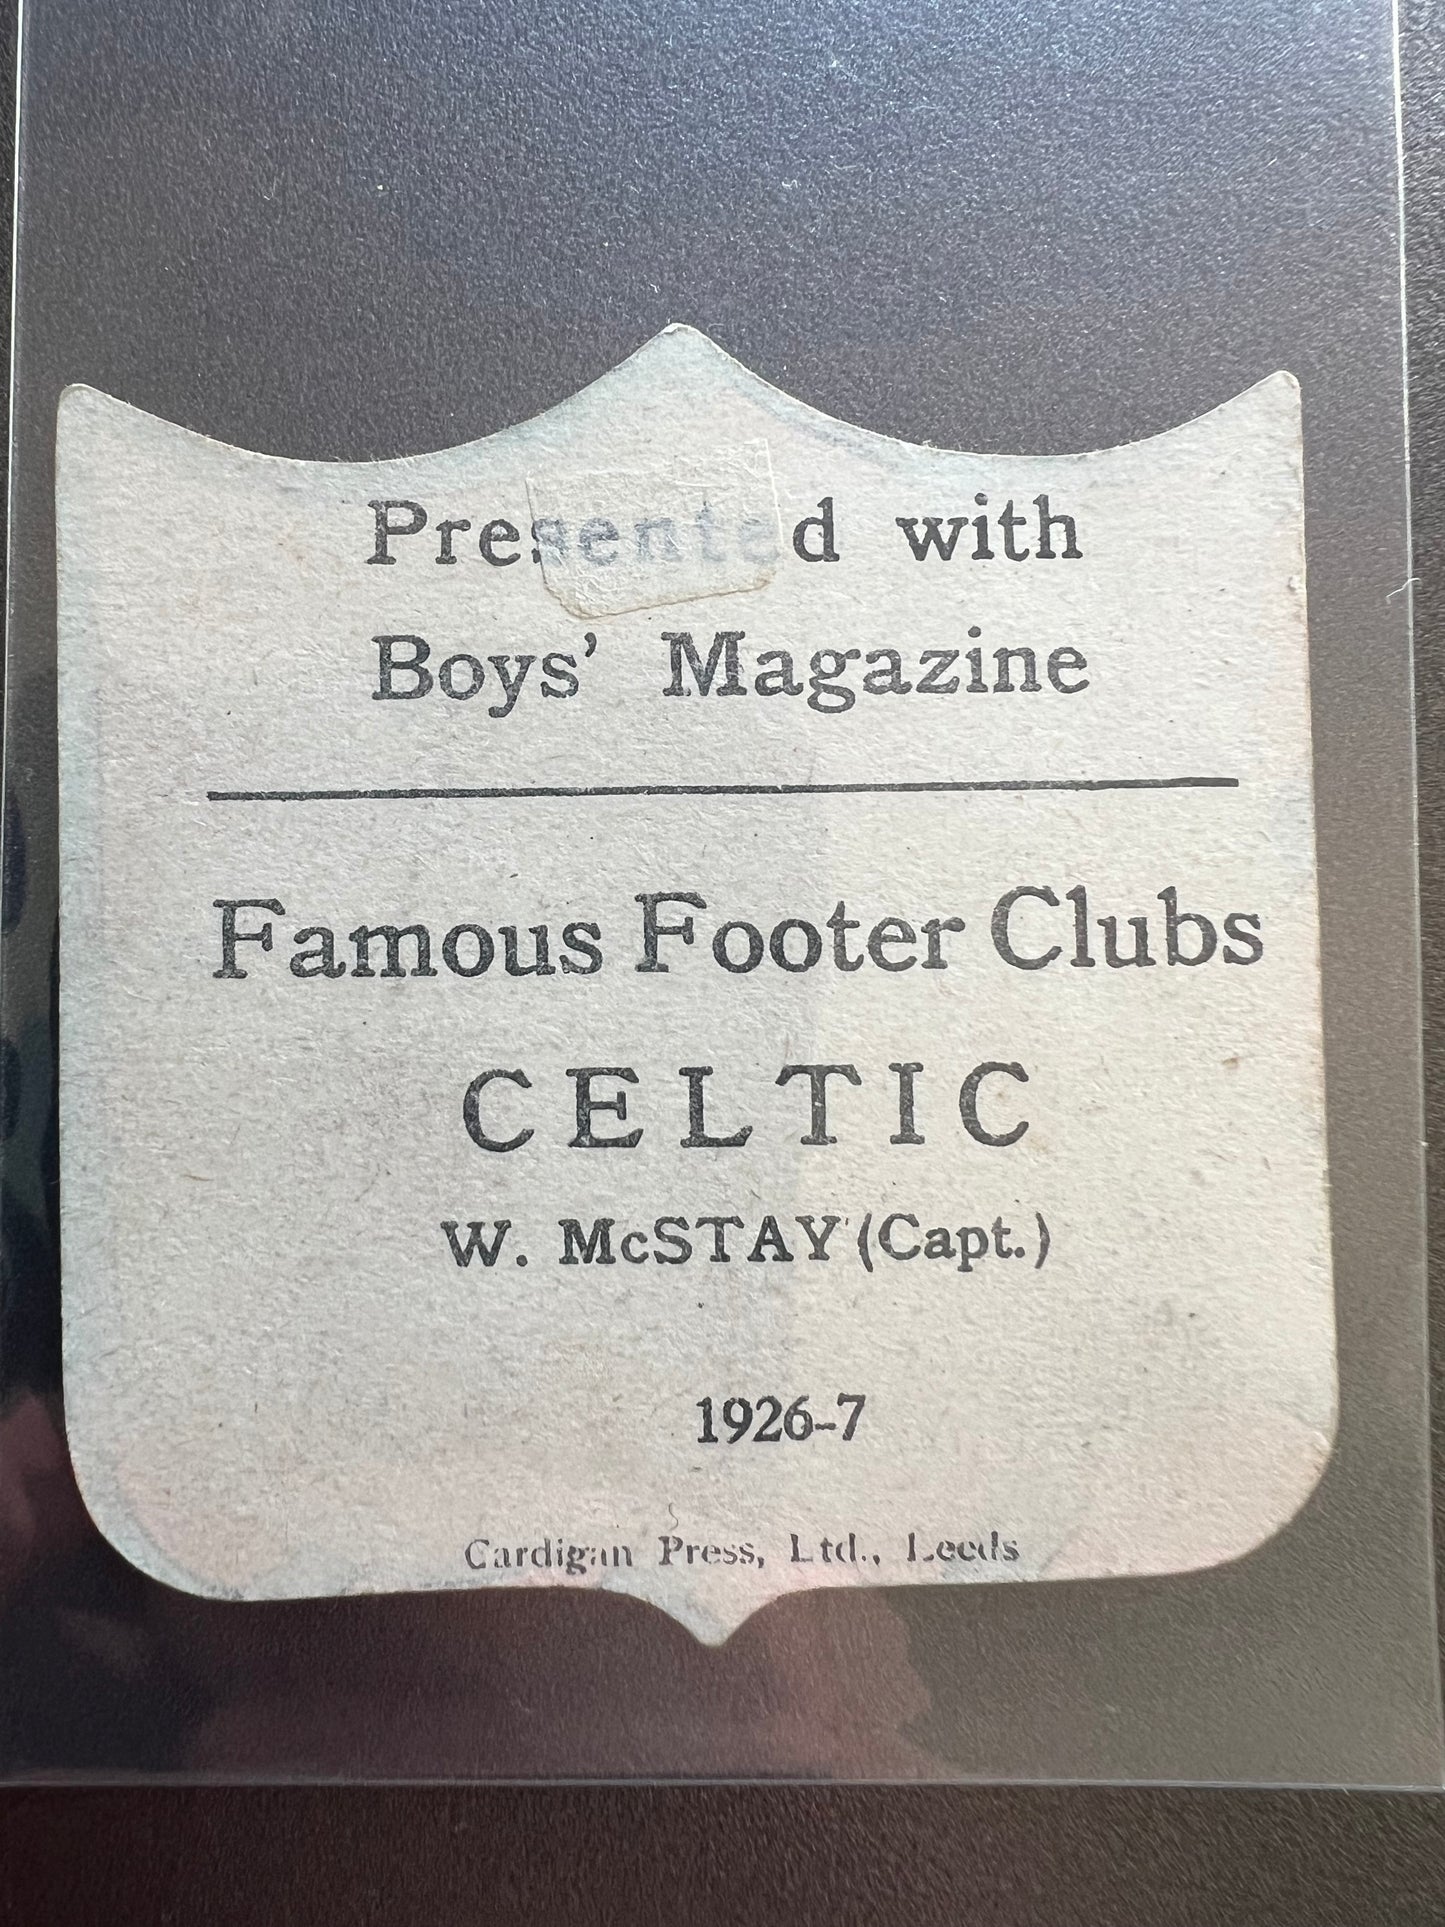 Presented with
Boys' Magazine
Famous Footer Clubs
CELTIC
W. McSTAY (Capt.)
1926-7
Cardigan Press, Ltd., Leeds